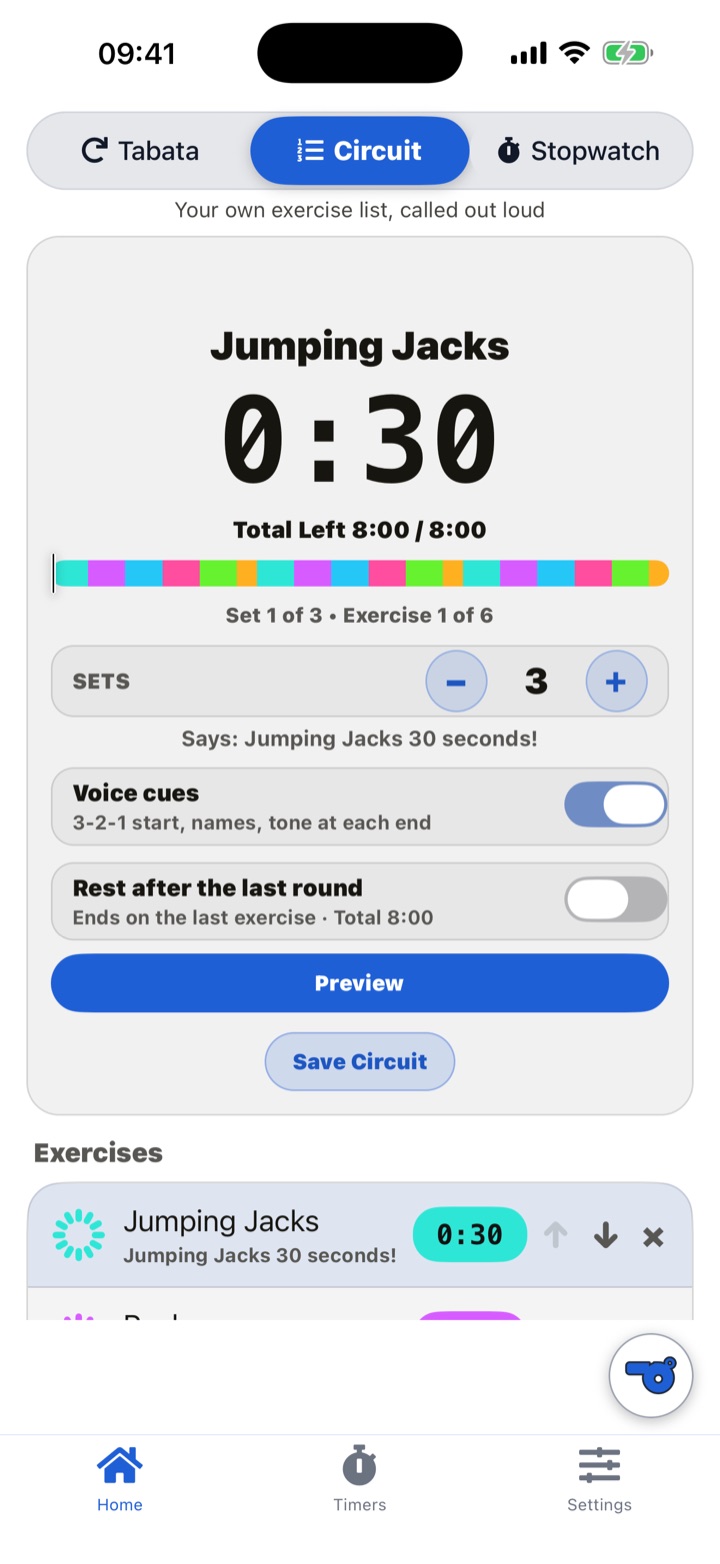 09:41
Tabata
Circuit
Stopwatch
Your own exercise list, called out loud
Jumping Jacks
0:30
Total Left 8:00 / 8:00
Set 1 of 3 • Exercise 1 of 6
SETS
3
Says: Jumping Jacks 30 seconds!
Voice cues
3-2-1 start, names, tone at each end
Rest after the last round
Ends on the last exercise · Total 8:00
Preview
Save Circuit
Exercises
Jumping Jacks
0:30
Jumping Jacks 30 seconds!
Home
Timers
Settings